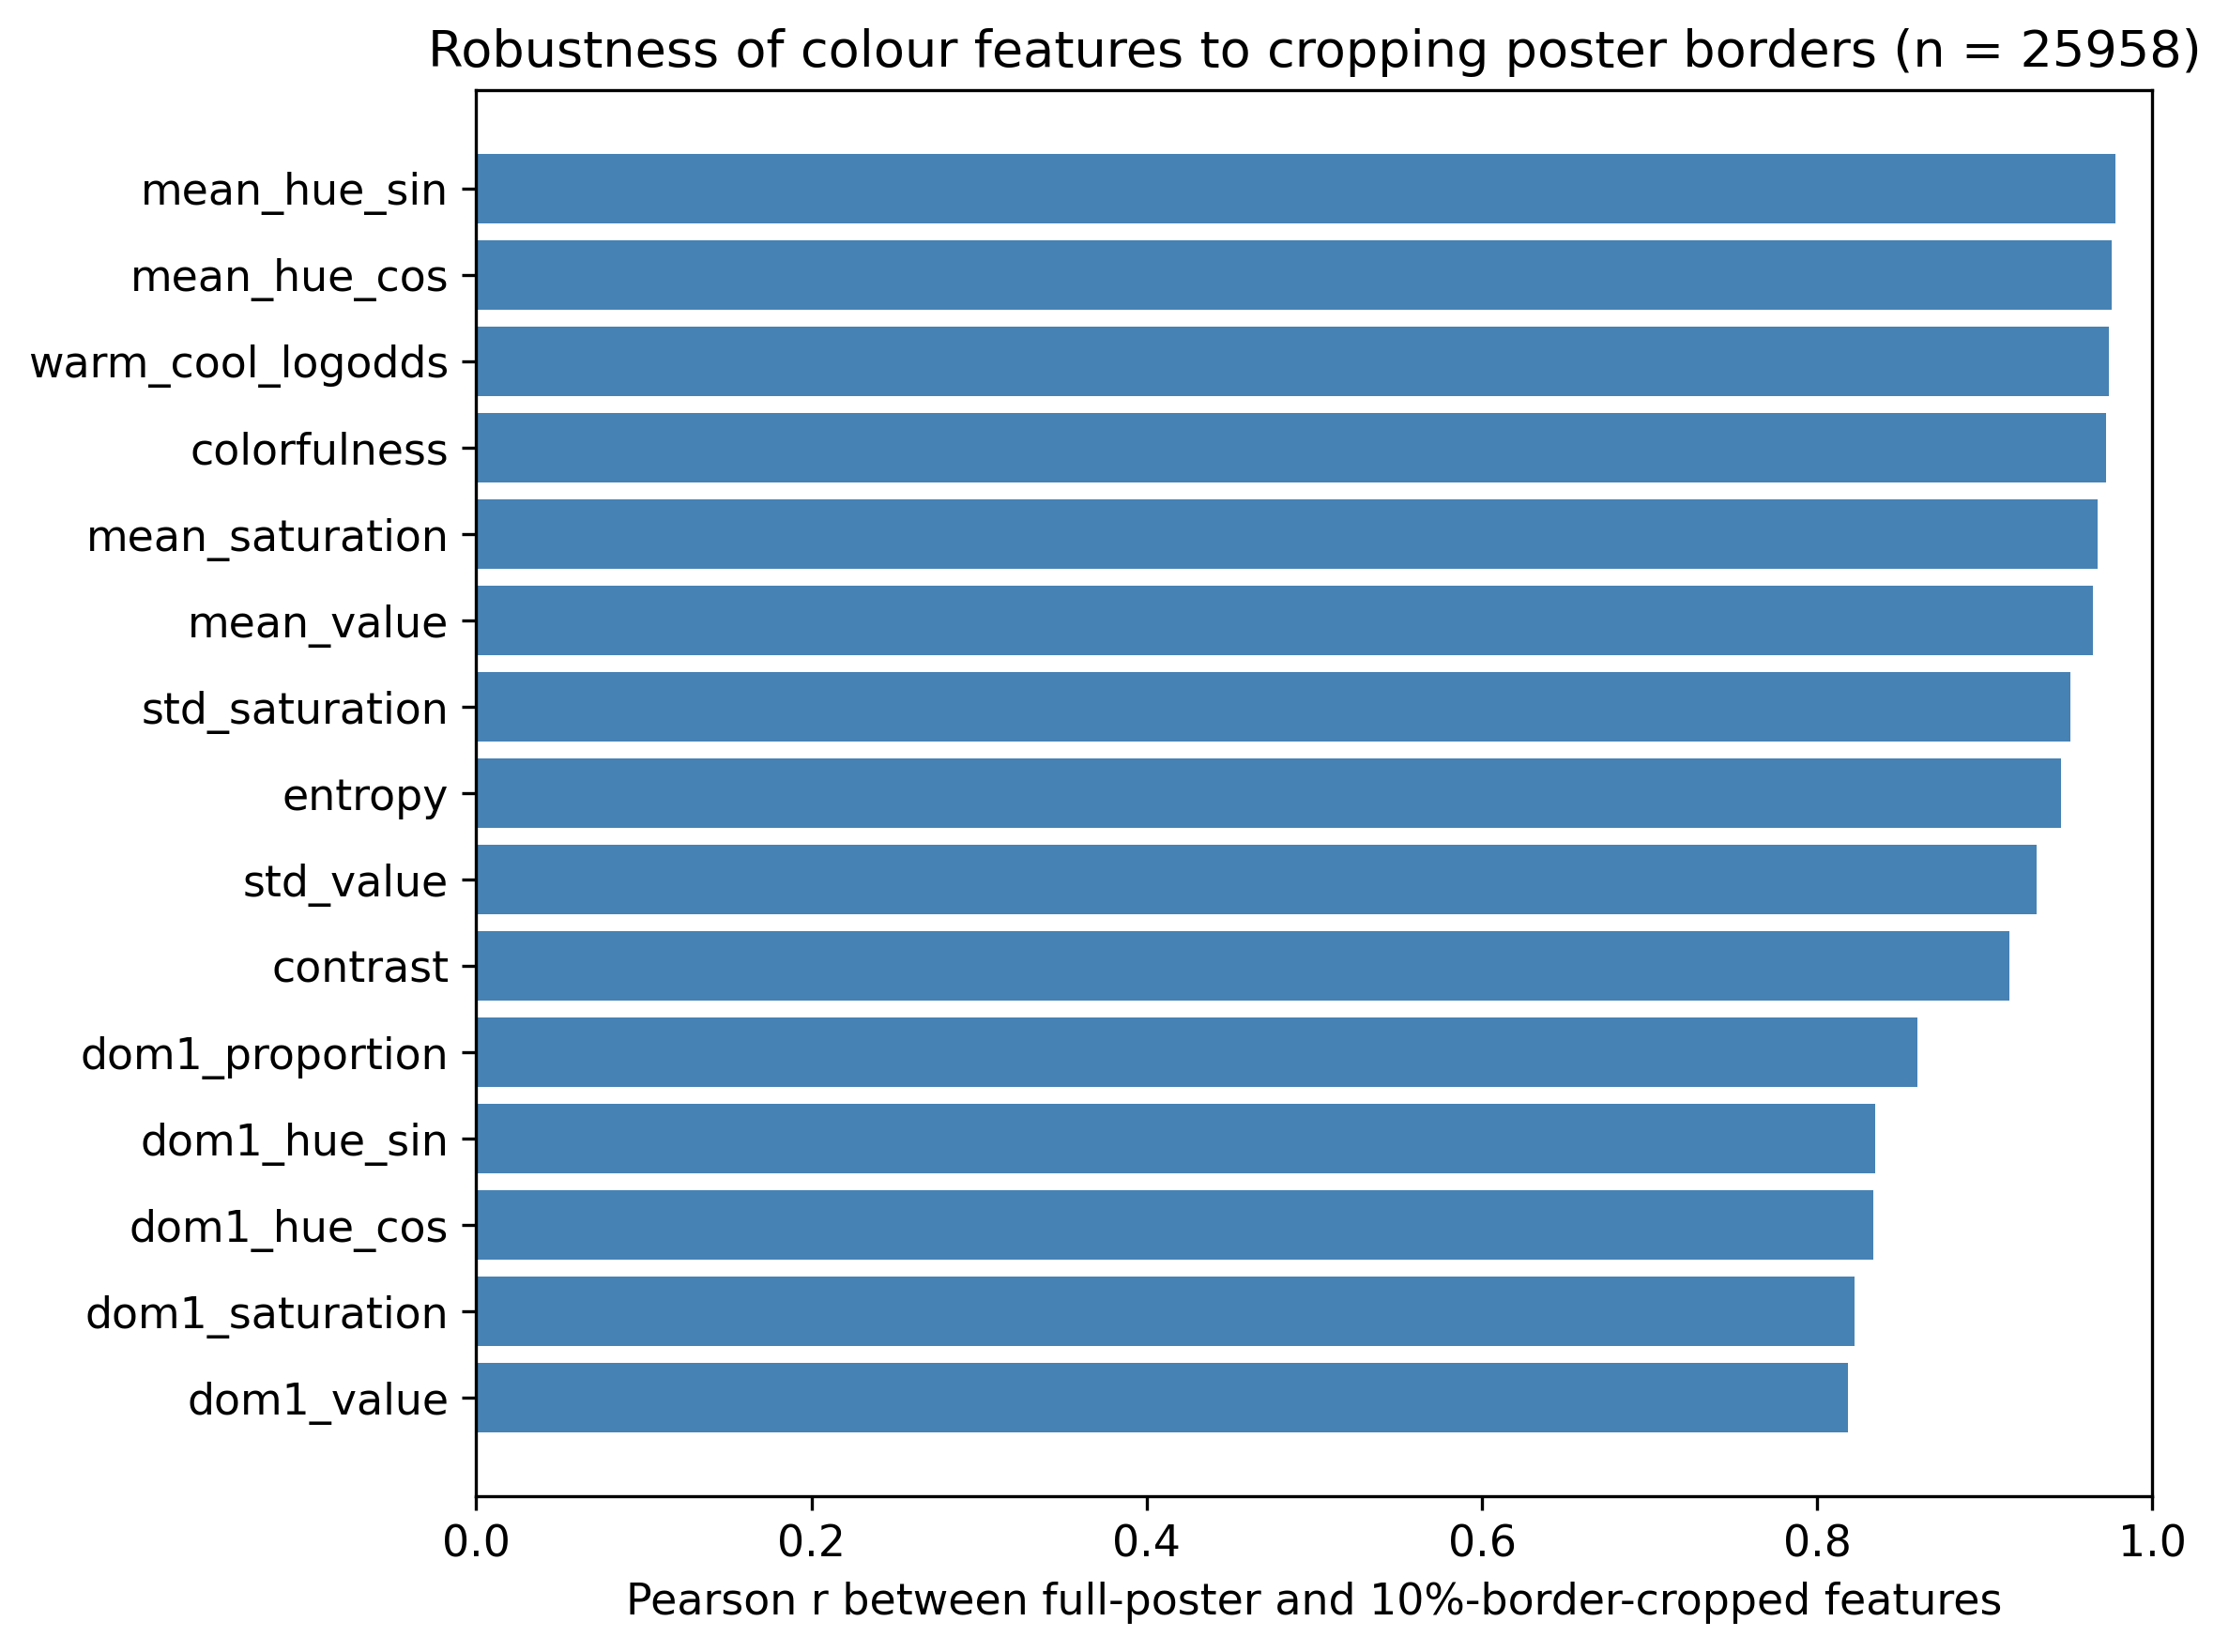 Robustness of colour features to cropping poster borders (n = 25958)
mean_hue_sin
mean_hue_cos
warm_cool_logodds
colorfulness
mean_saturation
mean_value
std_saturation
entropy
std_value
contrast
dom1_proportion
dom1_hue_sin
dom1_hue_cos
dom1_saturation
dom1_value
0.0 0.2 0.4 0.6 0.8 1.0
Pearson r between full-poster and 10%-border-cropped features